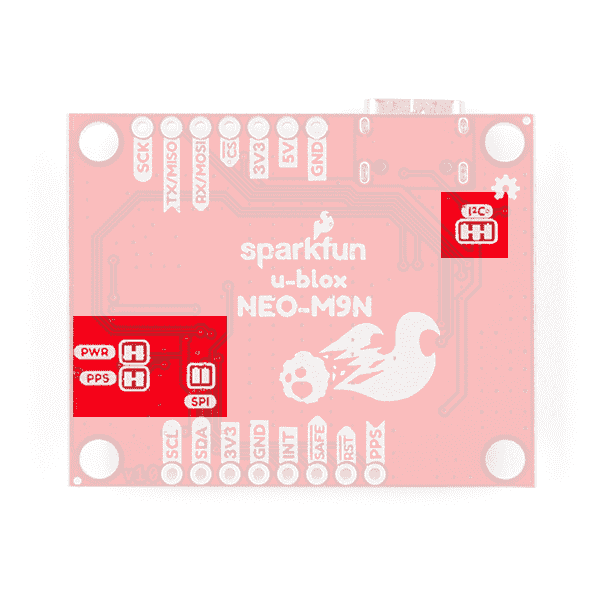 SCK
TX/MISO
RX/MOSI
CS
3V3
5V
GND
I²C
sparkfun
u-blox
NEO-M9N
PWR
PPS
SPI
SCL
SDA
3V3
GND
INT
SAFE
RST
PPS